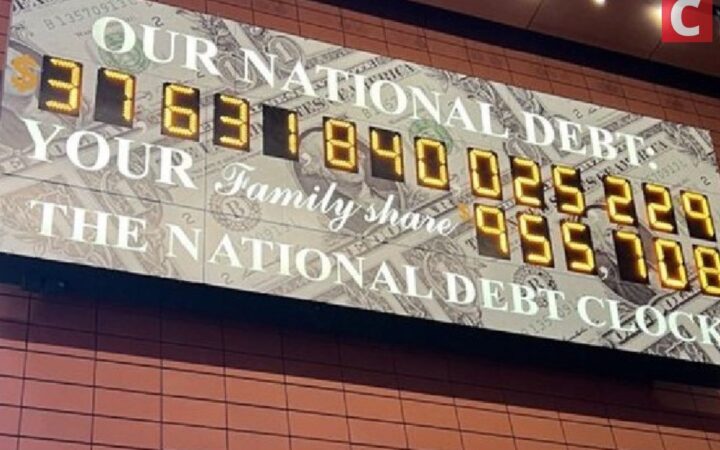 C
OUR NATIONAL DEBT:
$37,631,840,025,229
YOUR Family share $955,708
THE NATIONAL DEBT CLOCK